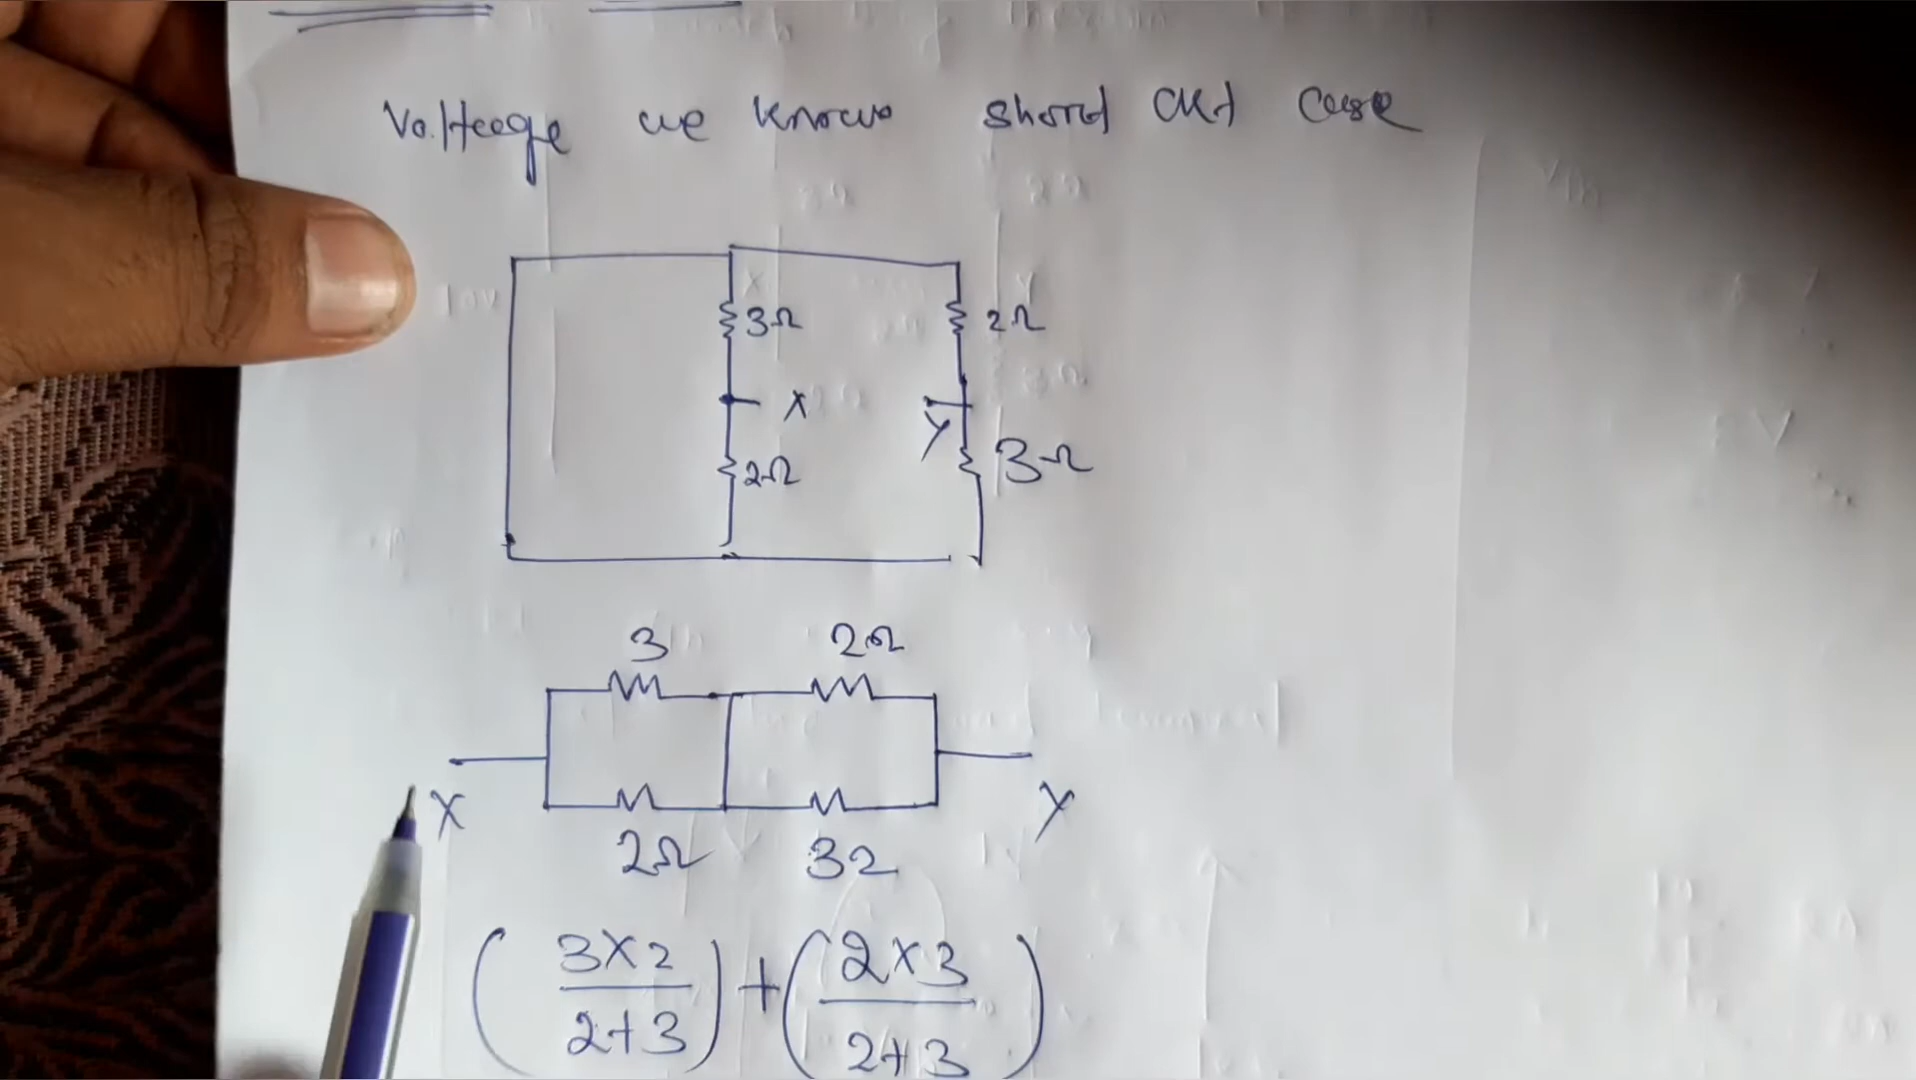 Voltage we know short ckt case
3Ω 2Ω
X Y
2Ω 3Ω
3 2Ω
X Y
2Ω 3Ω
(3×2/2+3) + (2×3/2+3)